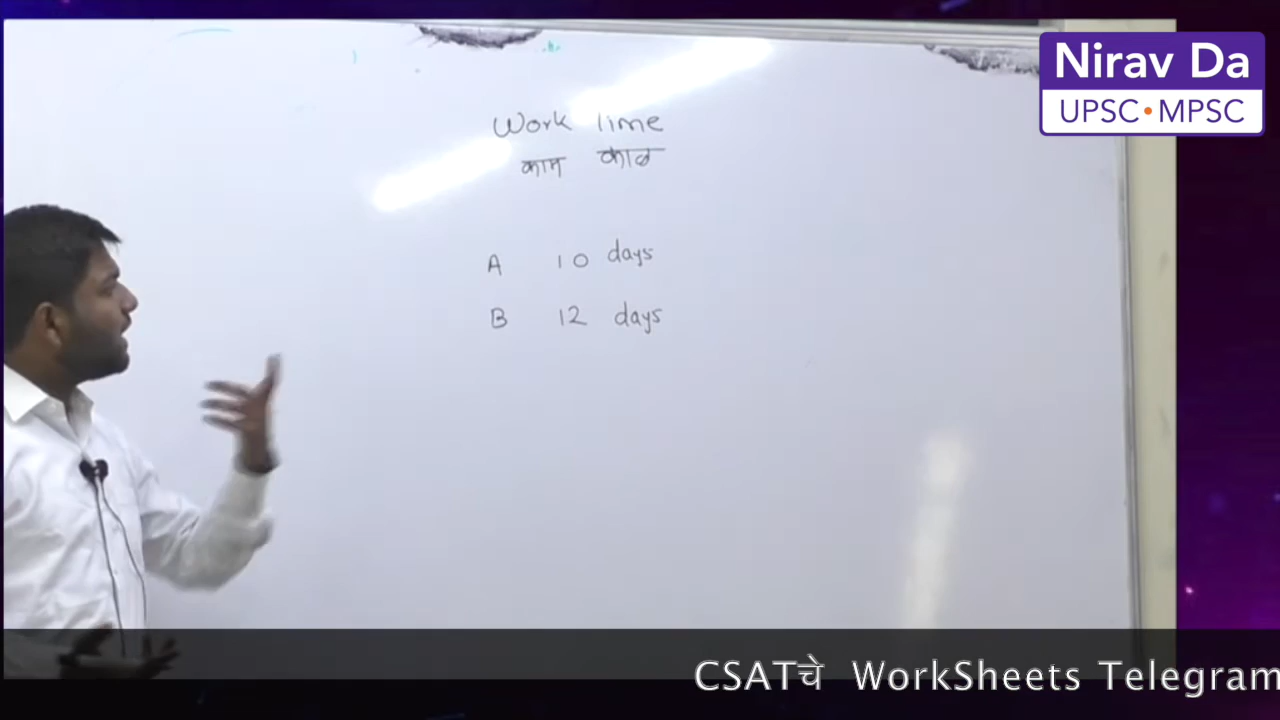 Nirav Da
UPSC • MPSC
Work Time
काम काळ
A 10 days
B 12 days
CSATचे WorkSheets Telegram